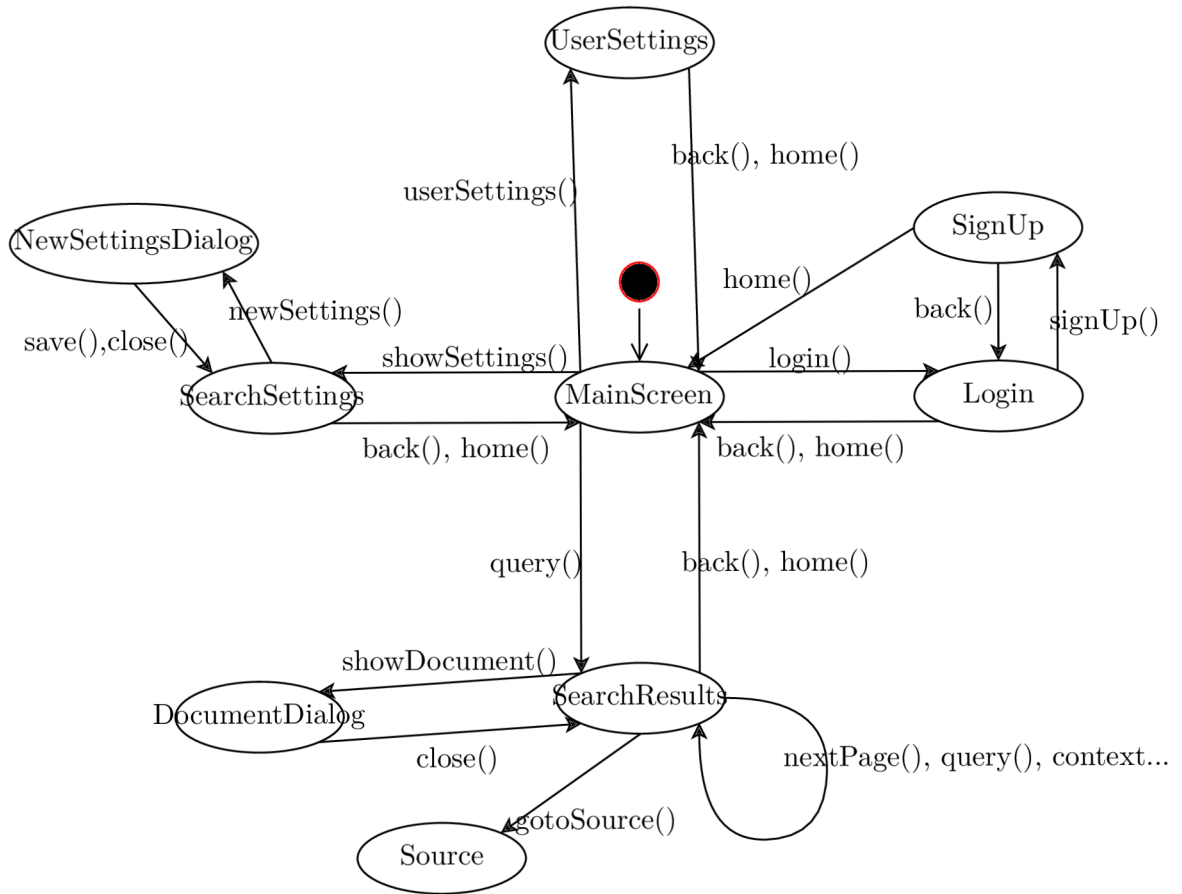 UserSettings
back(), home()
userSettings()
SignUp
NewSettingsDialog
home()
back()
newSettings()
signUp()
save(),close()
showSettings()
login()
SearchSettings
MainScreen
Login
back(), home()
back(), home()
query()
back(), home()
showDocument()
SearchResults
DocumentDialog
close()
nextPage(), query(), context...
gotoSource()
Source